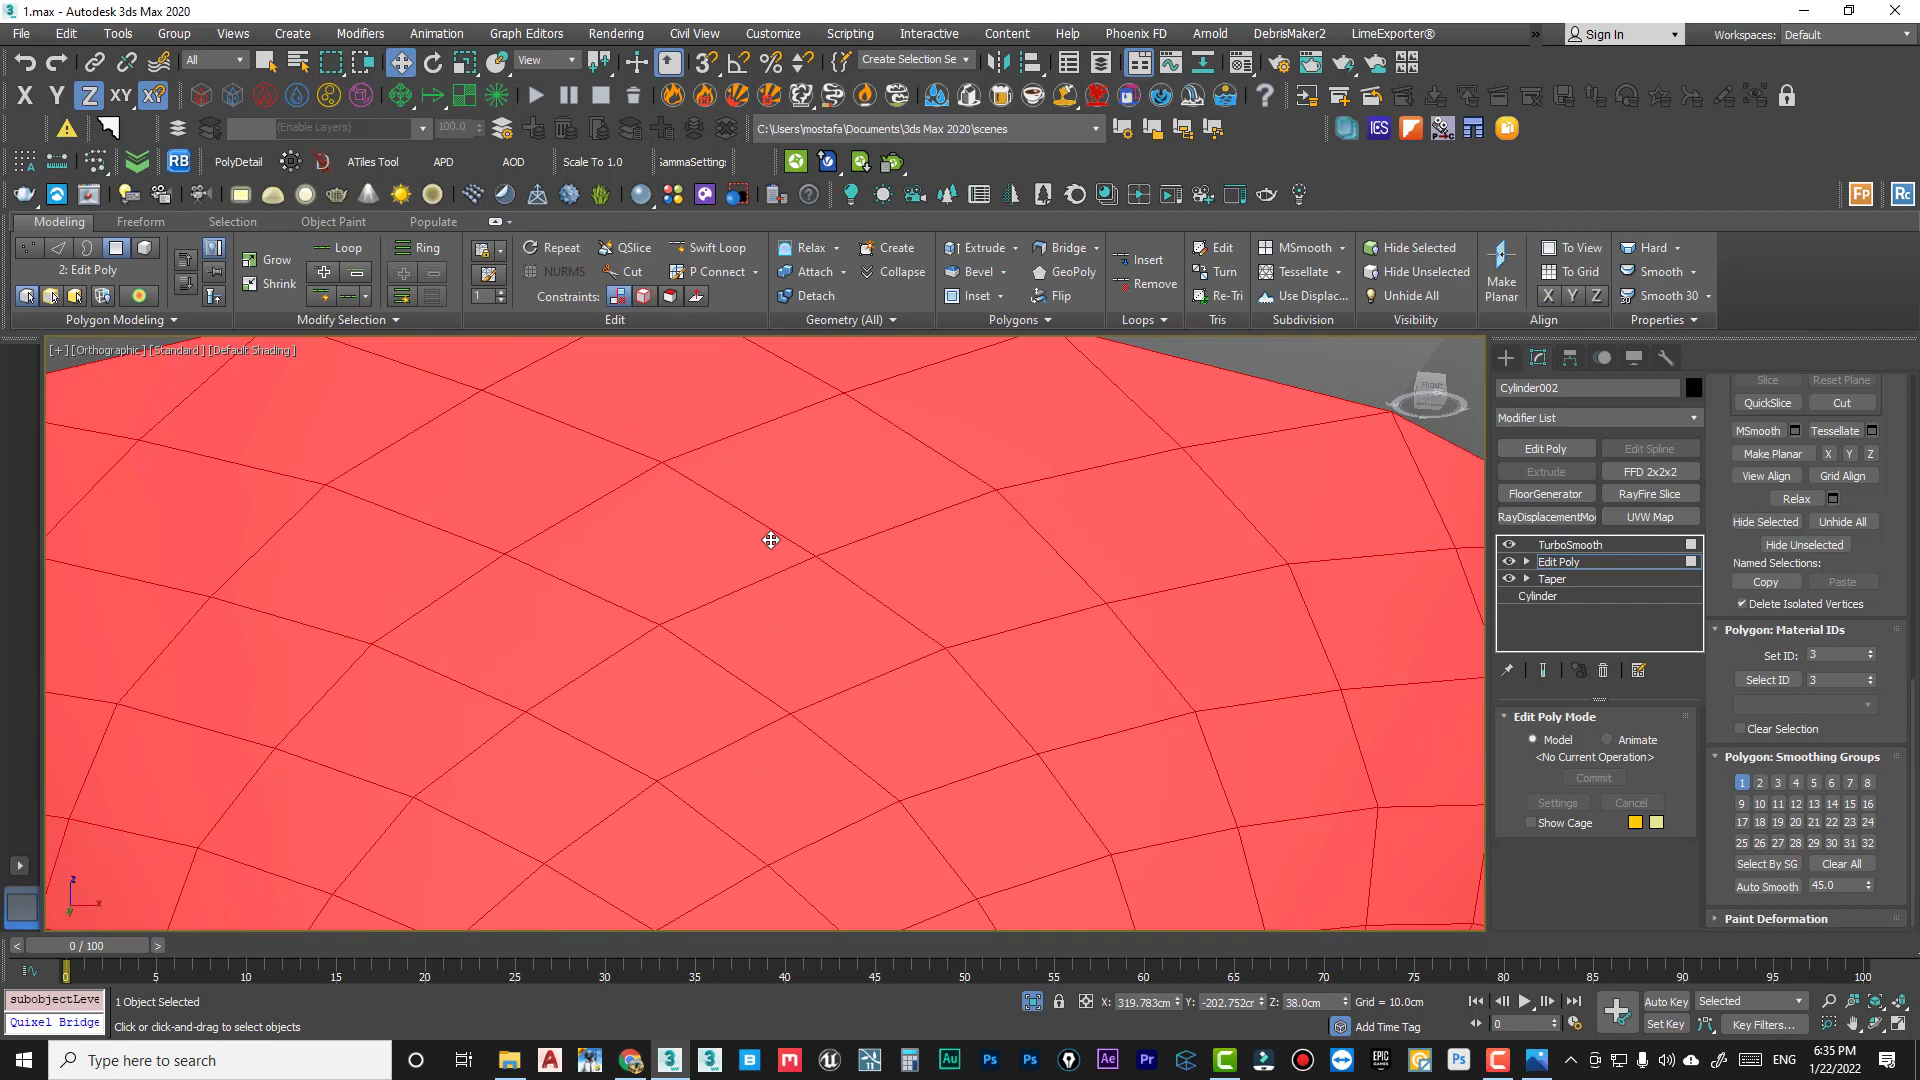 1.max - Autodesk 3ds Max 2020
File Edit Tools Group Views Create Modifiers Animation Graph Editors Rendering Civil View Customize Scripting Interactive Content Help Phoenix FD Arnold DebrisMaker2 LimeExporter® Sign In Workspaces: Default
All View Create Selection Se
X Y Z XY XY
(Enable Layers) 100.0 C:\Users\mostafa\Documents\3ds Max 2020\scenes
RB PolyDetail ATiles Tool APD AOD Scale To 1.0 GammaSettings
Modeling Freeform Selection Object Paint Populate
Loop Ring Repeat QSlice Swift Loop Relax Create Extrude Bridge Edit MSmooth Hide Selected To View Hard
2: Edit Poly Grow NURMS Cut P Connect Attach Collapse Bevel GeoPoly Insert Turn Tessellate Hide Unselected Make Planar To Grid Smooth
Shrink 1 Constraints: Detach Inset Flip Remove Re-Tri Use Displac... Unhide All X Y Z Smooth 30
Polygon Modeling Modify Selection Edit Geometry (All) Polygons Loops Tris Subdivision Visibility Align Properties
[+] [Orthographic] [Standard] [Default Shading]
FRONT
Cylinder002
Modifier List
Edit Poly Edit Spline
Extrude FFD 2x2x2
FloorGenerator RayFire Slice
RayDisplacementMo UVW Map
TurboSmooth
Edit Poly
Taper
Cylinder
Edit Poly Mode
Model Animate
<No Current Operation>
Commit
Settings Cancel
Show Cage
Slice Reset Plane
QuickSlice Cut
MSmooth Tessellate
Make Planar X Y Z
View Align Grid Align
Relax
Hide Selected Unhide All
Hide Unselected
Named Selections:
Copy Paste
Delete Isolated Vertices
Polygon: Material IDs
Set ID: 3
Select ID 3
Clear Selection
Polygon: Smoothing Groups
1 2 3 4 5 6 7 8
9 10 11 12 13 14 15 16
17 18 19 20 21 22 23 24
25 26 27 28 29 30 31 32
Select By SG Clear All
Auto Smooth 45.0
Paint Deformation
z x y
< 0 / 100 >
0 5 10 15 20 25 30 35 40 45 50 55 60 65 70 75 80 85 90 95 100
subobjectLeve 1 Object Selected X: 319.783cm Y: -202.752cm Z: 38.0cm Grid = 10.0cm Auto Key Selected
Quixel Bridge Click or click-and-drag to select objects Add Time Tag 0 Set Key Key Filters...
Type here to search ENG 6:35 PM
1/22/2022